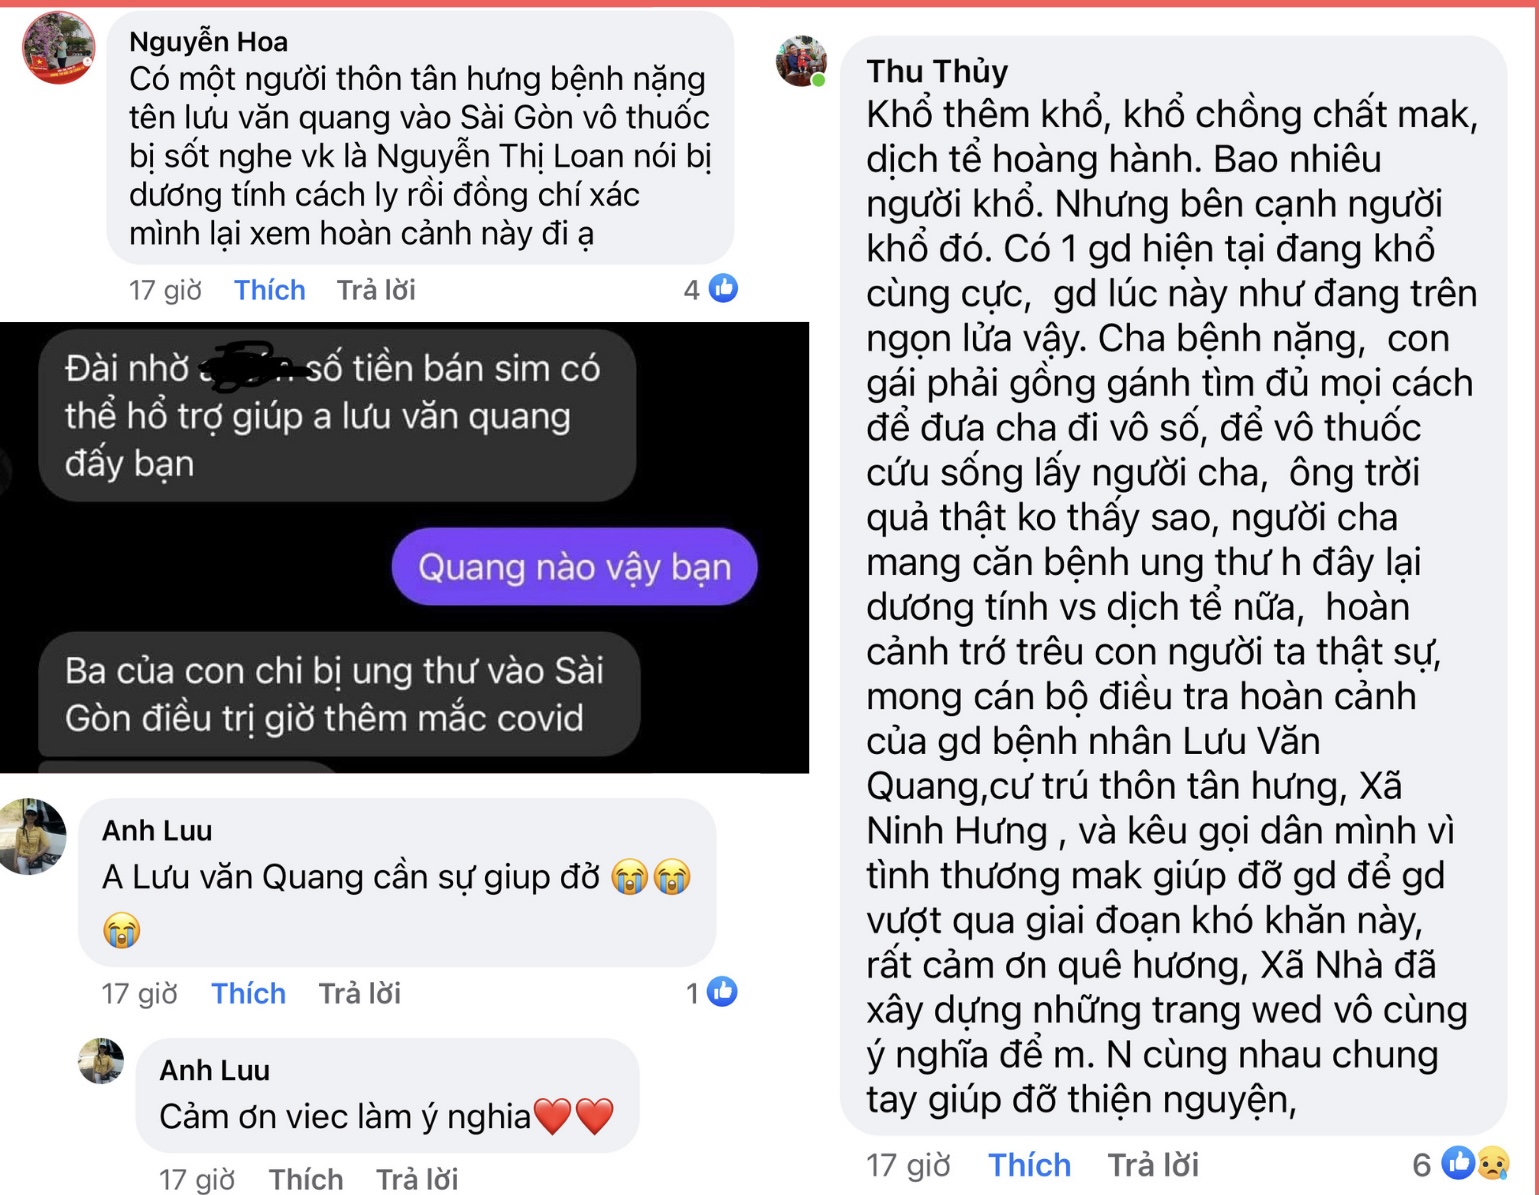 Nguyễn Hoa
Có một người thôn tân hưng bệnh nặng
tên lưu văn quang vào Sài Gòn vô thuốc
bị sốt nghe vk là Nguyễn Thị Loan nói bị
dương tính cách ly rồi đồng chí xác
mình lại xem hoàn cảnh này đi ạ
17 giờ Thích Trả lời 4
Đài nhờ số tiền bán sim có
thể hổ trợ giúp a lưu văn quang
đấy bạn
Quang nào vậy bạn
Ba của con chi bị ung thư vào Sài
Gòn điều trị giờ thêm mắc covid
Anh Luu
A Lưu văn Quang cần sự giup đở 😭😭
😭
17 giờ Thích Trả lời 1
Anh Luu
Cảm ơn viec làm ý nghia❤️❤️
17 giờ Thích Trả lời
Thu Thủy
Khổ thêm khổ, khổ chồng chất mak,
dịch tể hoàng hành. Bao nhiêu
người khổ. Nhưng bên cạnh người
khổ đó. Có 1 gd hiện tại đang khổ
cùng cực, gd lúc này như đang trên
ngọn lửa vậy. Cha bệnh nặng, con
gái phải gồng gánh tìm đủ mọi cách
để đưa cha đi vô số, để vô thuốc
cứu sống lấy người cha, ông trời
quả thật ko thấy sao, người cha
mang căn bệnh ung thư h đây lại
dương tính vs dịch tể nữa, hoàn
cảnh trớ trêu con người ta thật sự,
mong cán bộ điều tra hoàn cảnh
của gd bệnh nhân Lưu Văn
Quang,cư trú thôn tân hưng, Xã
Ninh Hưng , và kêu gọi dân mình vì
tình thương mak giúp đỡ gd để gd
vượt qua giai đoạn khó khăn này,
rất cảm ơn quê hương, Xã Nhà đã
xây dựng những trang wed vô cùng
ý nghĩa để m. N cùng nhau chung
tay giúp đỡ thiện nguyện,
17 giờ Thích Trả lời 6